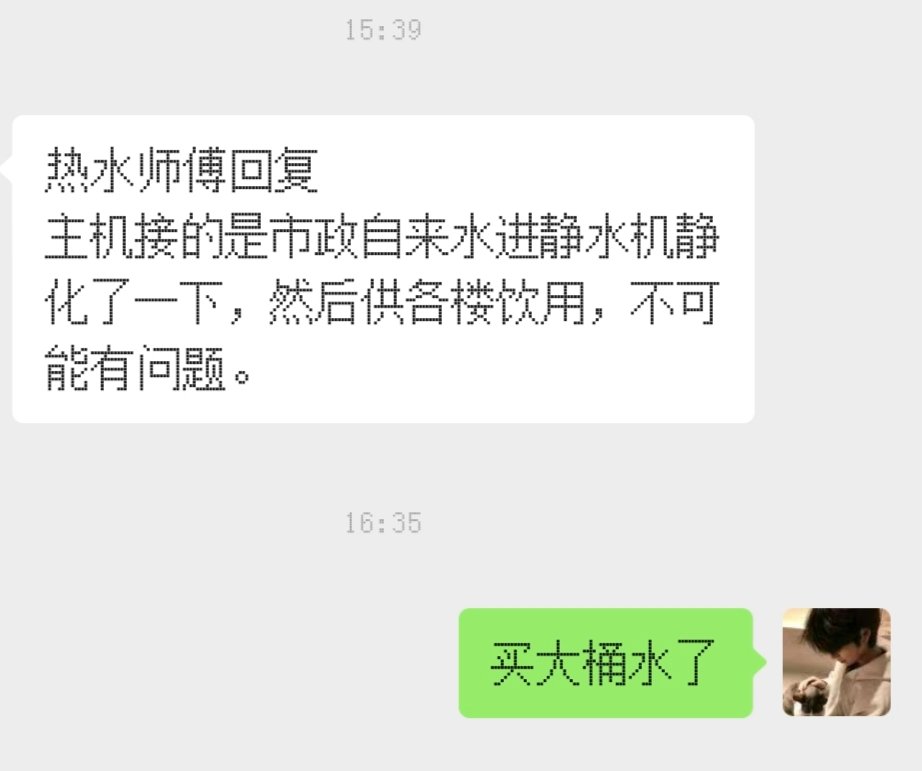 15:39
热水师傅回复
主机接的是市政自来水进静水机静
化了一下，然后供各楼饮用，不可
能有问题。
16:35
买大桶水了